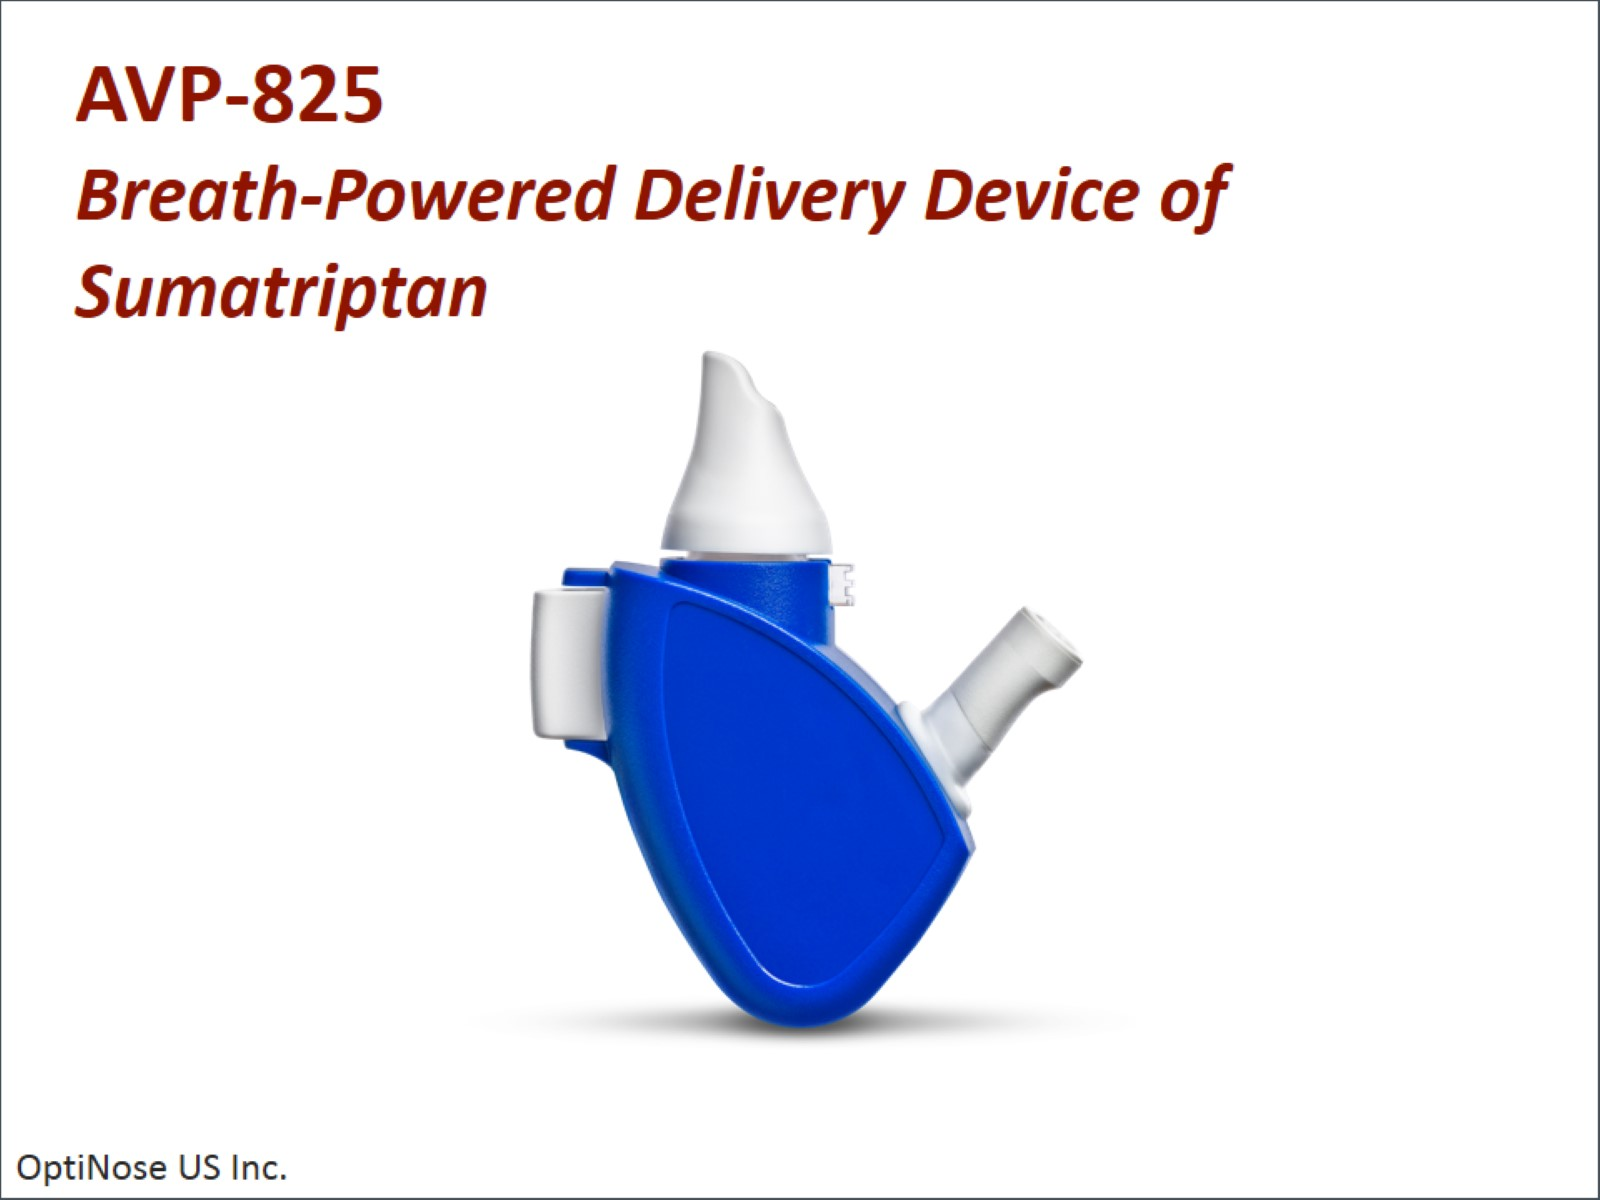 AVP-825
Breath-Powered Delivery Device of
Sumatriptan
OptiNose US Inc.